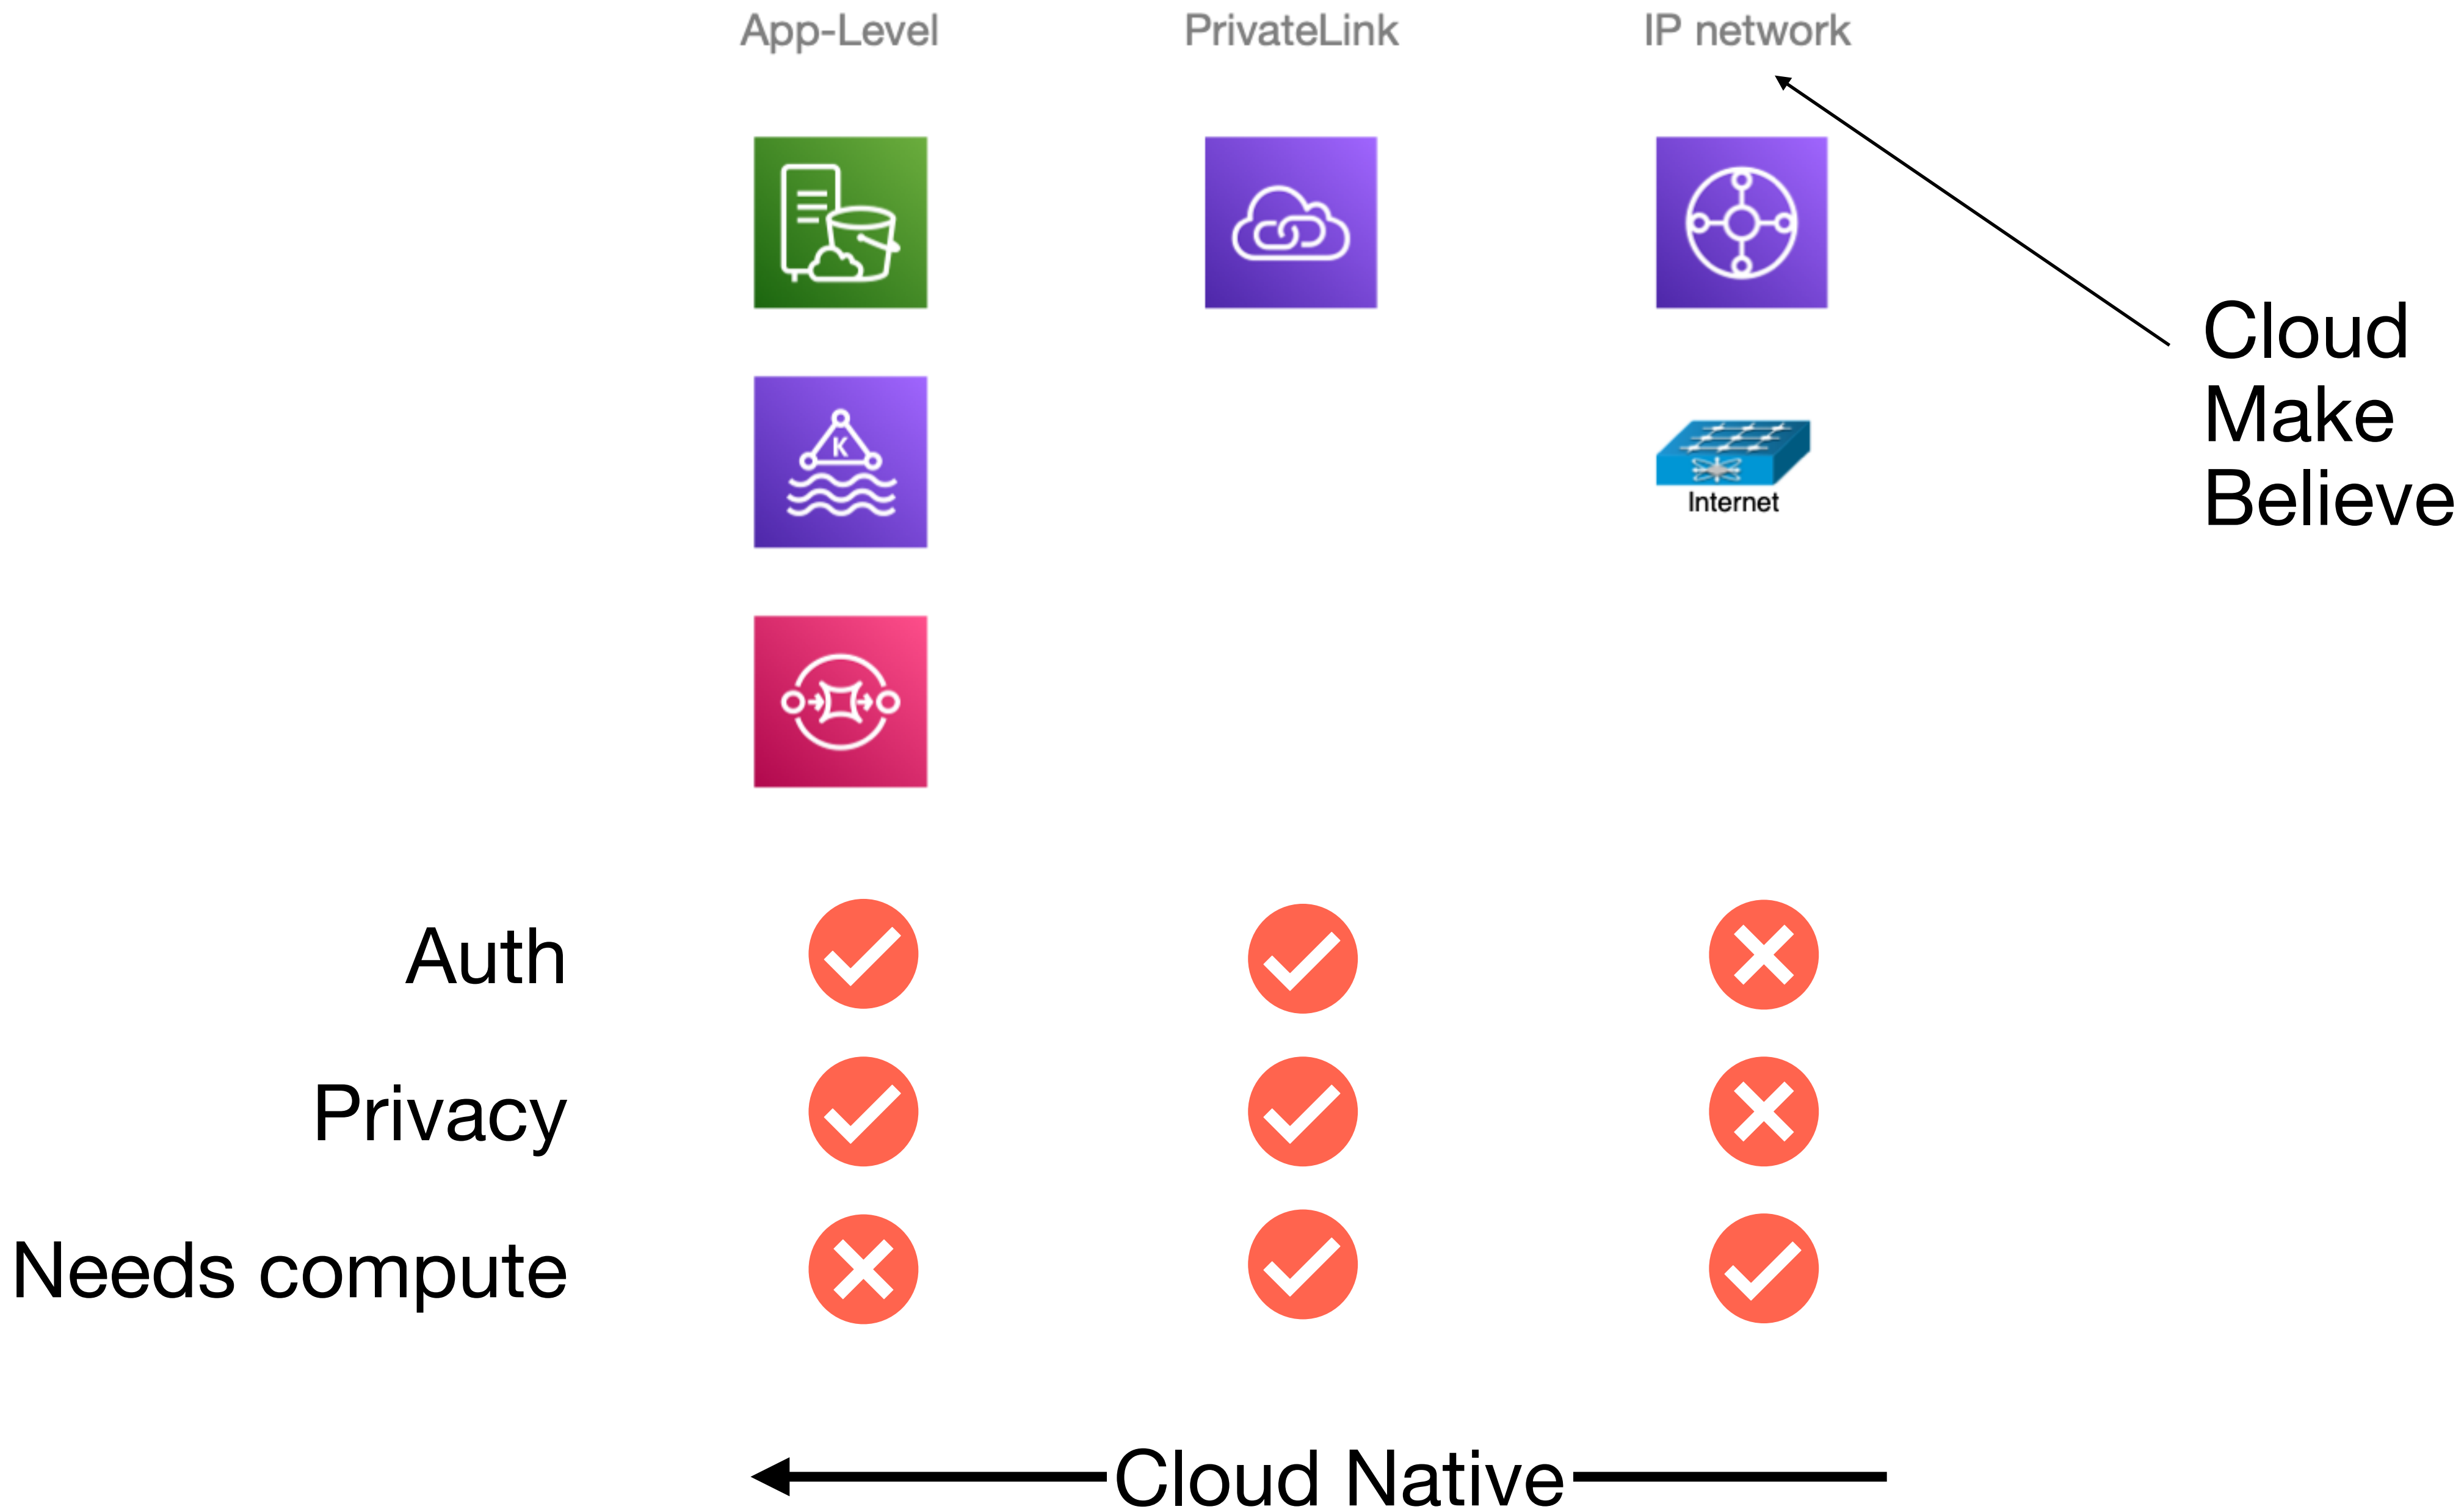 App-Level
PrivateLink
IP network
Cloud
Make
Believe
K
Internet
Auth
Privacy
Needs compute
Cloud Native